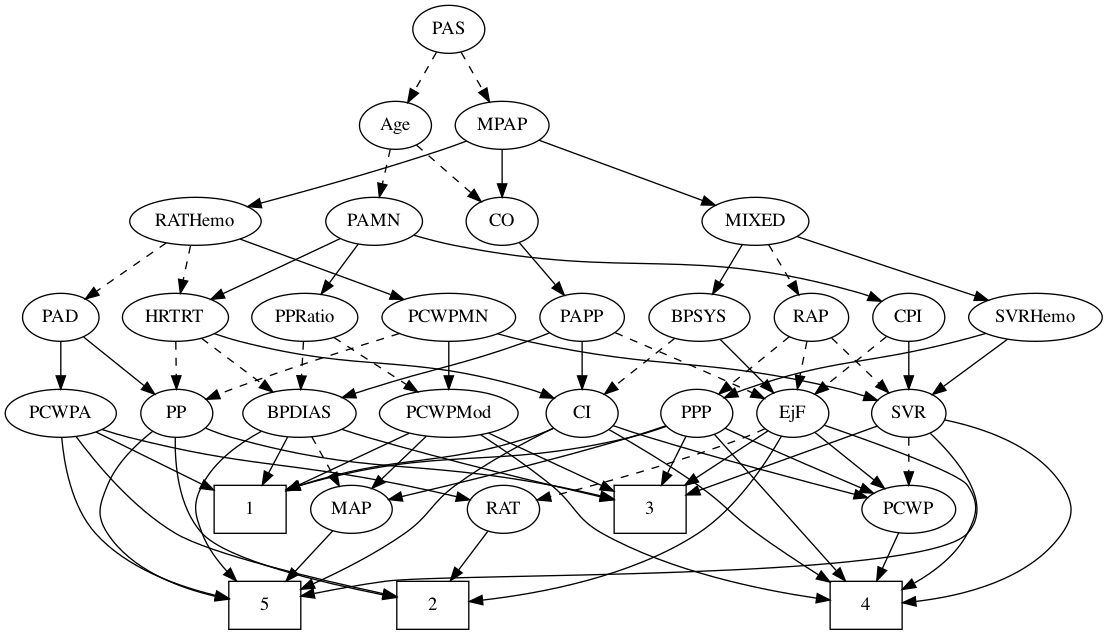 PAS
Age
MPAP
RATHemo
PAMN
CO
MIXED
PAD
HRTRT
PPRatio
PCWPMN
PAPP
BPSYS
RAP
CPI
SVRHemo
PCWPA
PP
BPDIAS
PCWPMod
CI
PPP
EjF
SVR
1
MAP
RAT
3
PCWP
5
2
4